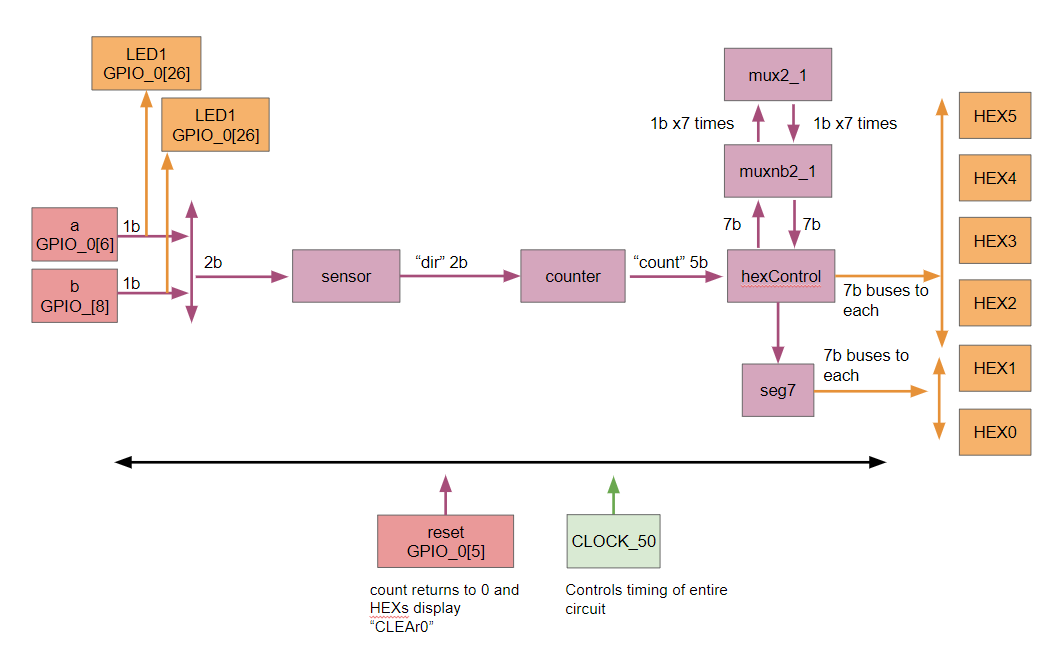 LED1
GPIO_0[26]
LED1
GPIO_0[26]
mux2_1
1b x7 times
1b x7 times
muxnb2_1
7b
7b
a
GPIO_0[6]
1b
b
GPIO_[8]
1b
2b
sensor
“dir” 2b
counter
“count” 5b
hexControl
7b buses to
each
7b buses to
each
seg7
HEX5
HEX4
HEX3
HEX2
HEX1
HEX0
reset
GPIO_0[5]
count returns to 0 and
HEXs display
“CLEAr0”
CLOCK_50
Controls timing of entire
circuit